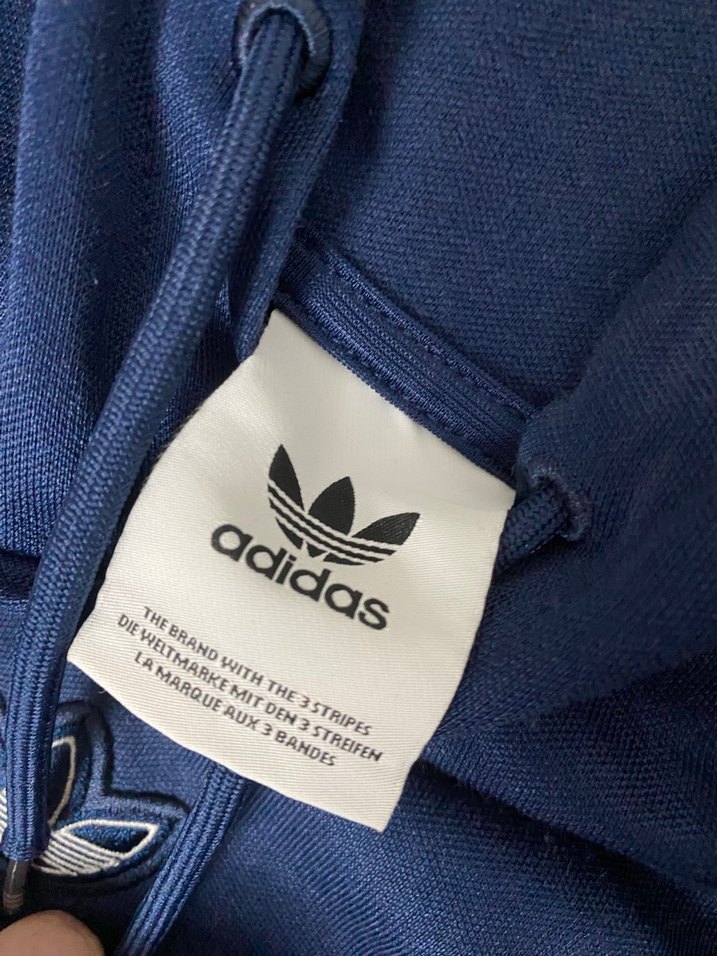 adidas
THE BRAND WITH THE 3 STRIPES
DIE WELTMARKE MIT DEN 3 STREIFEN
LA MARQUE AUX 3 BANDES